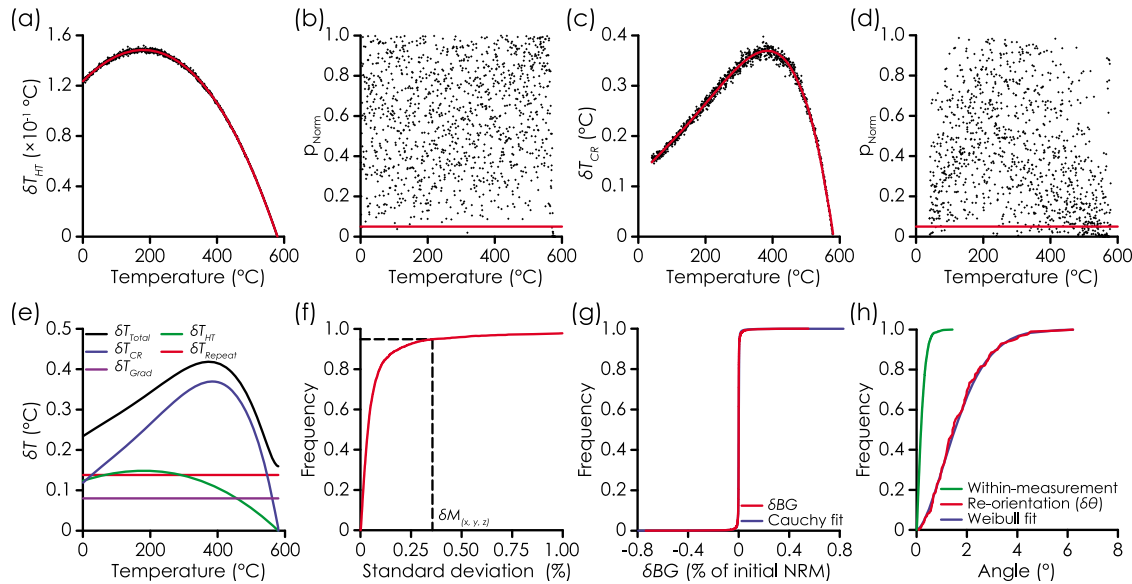 (a)
1.6
1.2
0.8
0.4
0
δT_HT (×10⁻¹ °C)
0 200 400 600
Temperature (°C)
(b)
1.0
0.8
0.6
0.4
0.2
0
p_Norm
0 200 400 600
Temperature (°C)
(c)
0.4
0.3
0.2
0.1
0
δT_CR (°C)
0 200 400 600
Temperature (°C)
(d)
1.0
0.8
0.6
0.4
0.2
0
p_Norm
0 200 400 600
Temperature (°C)
(e)
0.5
0.4
0.3
0.2
0.1
0
δT (°C)
δT_Total δT_HT
δT_CR δT_Repeat
δT_Grad
0 200 400 600
Temperature (°C)
(f)
1.0
0.8
0.6
0.4
0.2
0
Frequency
δM_(x, y, z)
0 0.25 0.50 0.75 1.00
Standard deviation (%)
(g)
1.0
0.8
0.6
0.4
0.2
0
Frequency
δBG
Cauchy fit
-0.8 -0.4 0 0.4 0.8
δBG (% of initial NRM)
(h)
1.0
0.8
0.6
0.4
0.2
0
Frequency
Within-measurement
Re-orientation (δθ)
Weibull fit
0 2 4 6 8
Angle (°)